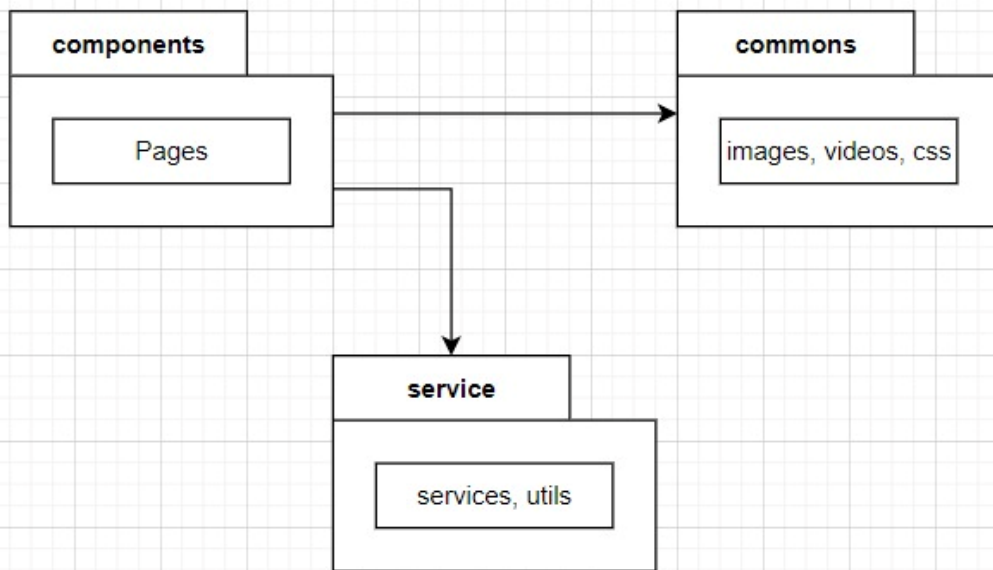 components
commons
Pages
images, videos, css
service
services, utils